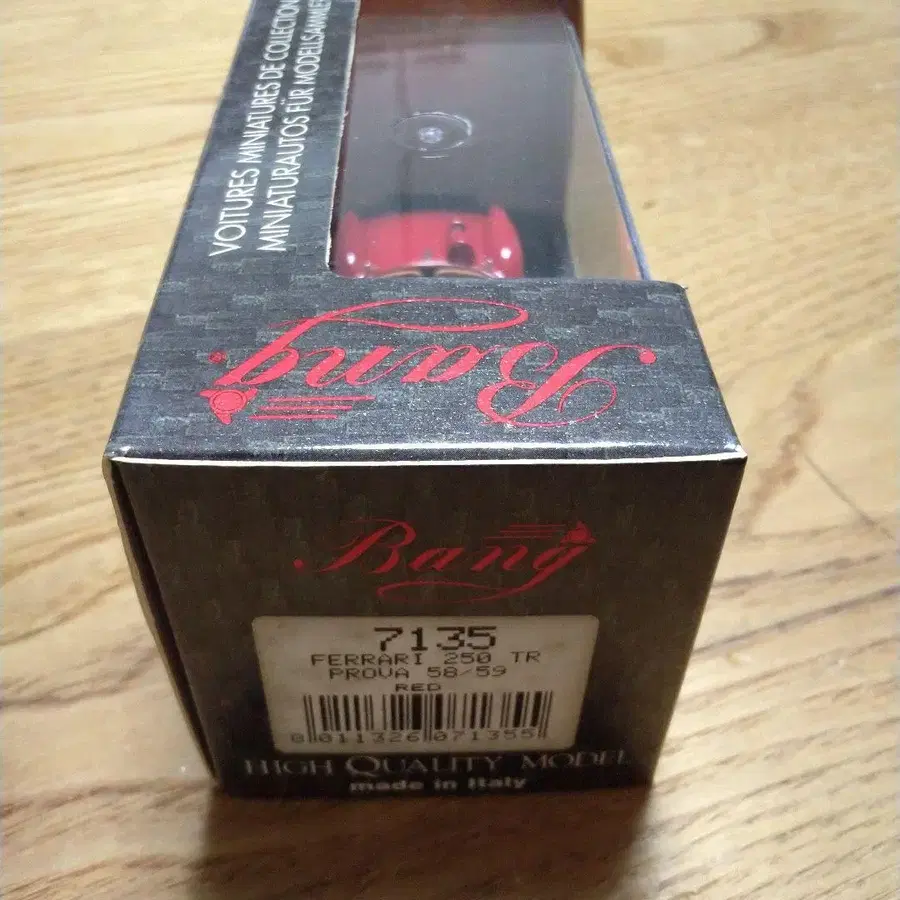 VOITURES MINIATURES DE COLLECTION
MINIATURAUTOS FÜR MODELLSAMMLER
Bang
Bang
7135
FERRARI 250 TR
PROVA 58/59
RED
8 011326 071355
HIGH QUALITY MODEL
made in Italy